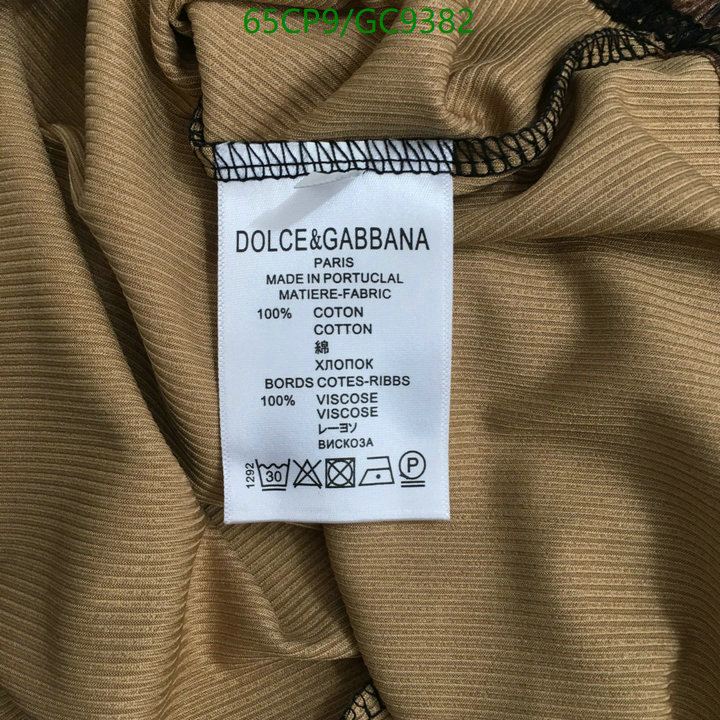 65CP9/GC9382
DOLCE&GABBANA
PARIS
MADE IN PORTUCLAL
MATIERE-FABRIC
100% COTON
COTTON
綿
ХЛОПОК
BORDS COTES-RIBBS
100% VISCOSE
VISCOSE
レーヨソ
ВИСКОЗА
1292
30
P